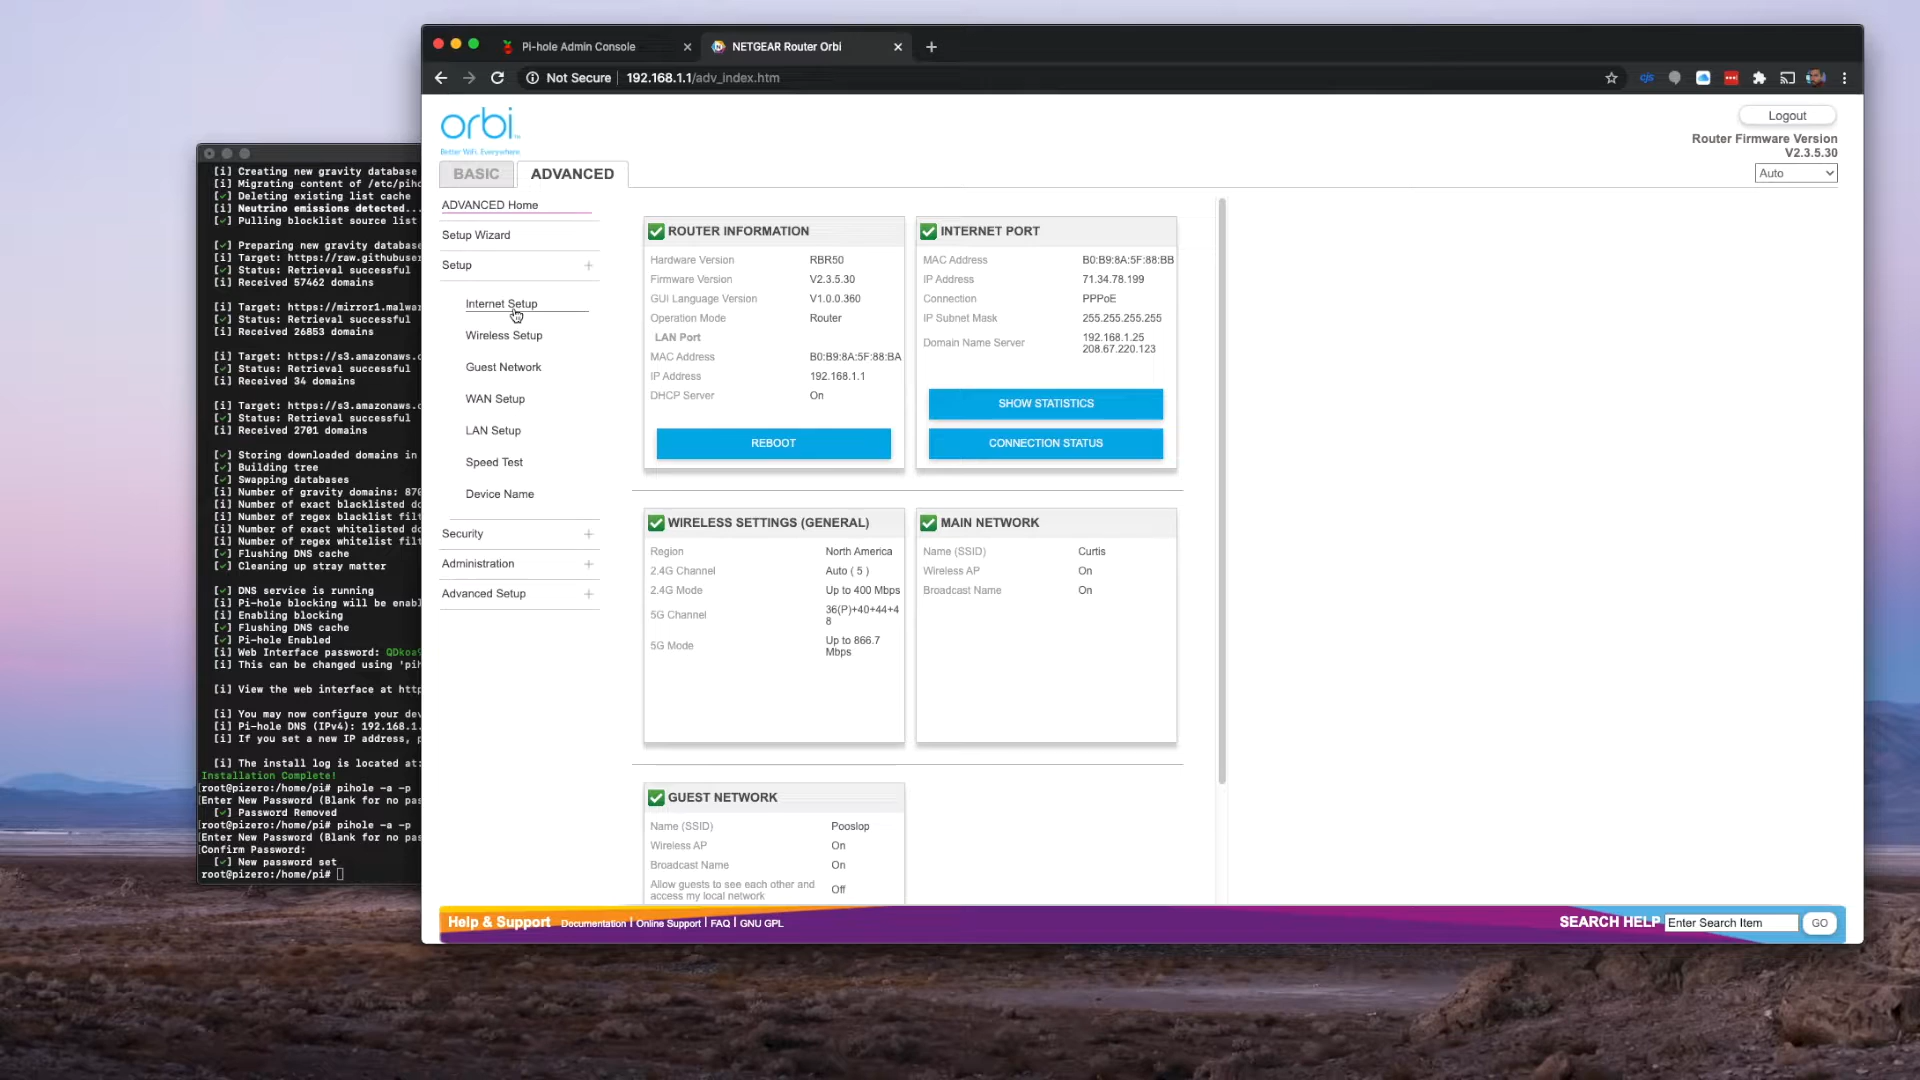 Pi-hole Admin Console
NETGEAR Router Orbi
Not Secure
192.168.1.1/adv_index.htm
orbi
Better WiFi. Everywhere.
Logout
Router Firmware Version
V2.3.5.30
Auto
BASIC
ADVANCED
ADVANCED Home
Setup Wizard
Setup
Internet Setup
Wireless Setup
Guest Network
WAN Setup
LAN Setup
Speed Test
Device Name
Security
Administration
Advanced Setup
ROUTER INFORMATION
Hardware Version RBR50
Firmware Version V2.3.5.30
GUI Language Version V1.0.0.360
Operation Mode Router
LAN Port
MAC Address B0:B9:8A:5F:88:BA
IP Address 192.168.1.1
DHCP Server On
REBOOT
INTERNET PORT
MAC Address B0:B9:8A:5F:88:BB
IP Address 71.34.78.199
Connection PPPoE
IP Subnet Mask 255.255.255.255
Domain Name Server 192.168.1.25
208.67.220.123
SHOW STATISTICS
CONNECTION STATUS
WIRELESS SETTINGS (GENERAL)
Region North America
2.4G Channel Auto ( 5 )
2.4G Mode Up to 400 Mbps
5G Channel 36(P)+40+44+4
8
5G Mode Up to 866.7
Mbps
MAIN NETWORK
Name (SSID) Curtis
Wireless AP On
Broadcast Name On
GUEST NETWORK
Name (SSID) Pooslop
Wireless AP On
Broadcast Name On
Allow guests to see each other and
access my local network Off
Help & Support Documentation | Online Support | FAQ | GNU GPL
SEARCH HELP Enter Search Item GO
[i] Creating new gravity database
[i] Migrating content of /etc/piho
[✓] Deleting existing list cache
[i] Neutrino emissions detected...
[✓] Pulling blocklist source list
[✓] Preparing new gravity database
[i] Target: https://raw.githubuser
[✓] Status: Retrieval successful
[i] Received 57462 domains
[i] Target: https://mirror1.malwar
[✓] Status: Retrieval successful
[i] Received 26853 domains
[i] Target: https://s3.amazonaws.c
[✓] Status: Retrieval successful
[i] Received 34 domains
[i] Target: https://s3.amazonaws.c
[✓] Status: Retrieval successful
[i] Received 2701 domains
[✓] Storing downloaded domains in
[✓] Building tree
[✓] Swapping databases
[i] Number of gravity domains: 870
[i] Number of exact blacklisted do
[i] Number of regex blacklist filt
[i] Number of exact whitelisted do
[i] Number of regex whitelist filt
[✓] Flushing DNS cache
[✓] Cleaning up stray matter
[✓] DNS service is running
[i] Pi-hole blocking will be enabl
[i] Enabling blocking
[✓] Flushing DNS cache
[✓] Pi-hole Enabled
[i] Web Interface password: QDkoa
[i] This can be changed using 'pih
[i] View the web interface at http
[i] You may now configure your dev
[i] Pi-hole DNS (IPv4): 192.168.1.
[i] If you set a new IP address, p
[i] The install log is located at:
Installation Complete!
root@pizero:/home/pi# pihole -a -p
Enter New Password (Blank for no pas
[✓] Password Removed
root@pizero:/home/pi# pihole -a -p
Enter New Password (Blank for no pas
Confirm Password:
[✓] New password set
root@pizero:/home/pi#